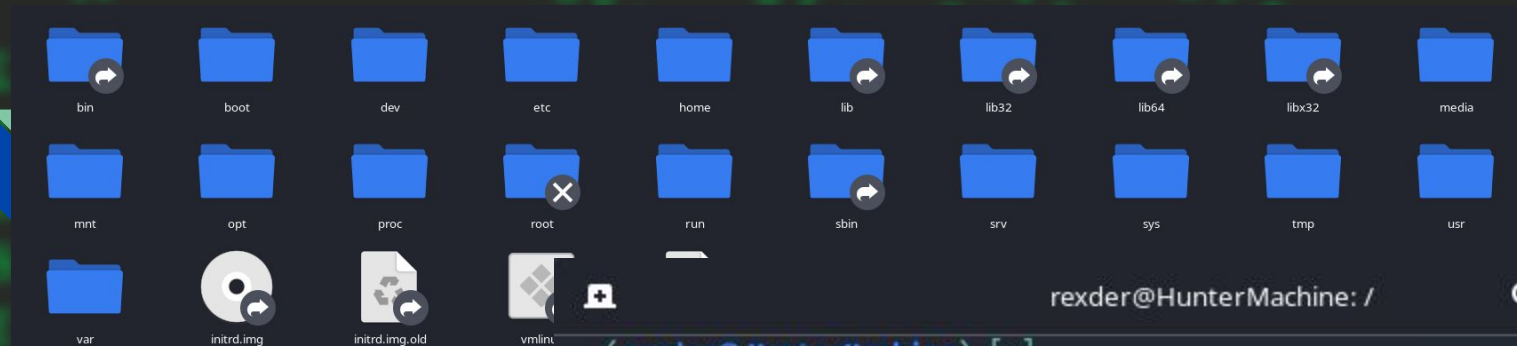 bin boot dev etc home lib lib32 lib64 libx32 media
mnt opt proc root run sbin srv sys tmp usr
rexder@HunterMachine: /
var initrd.img initrd.img.old